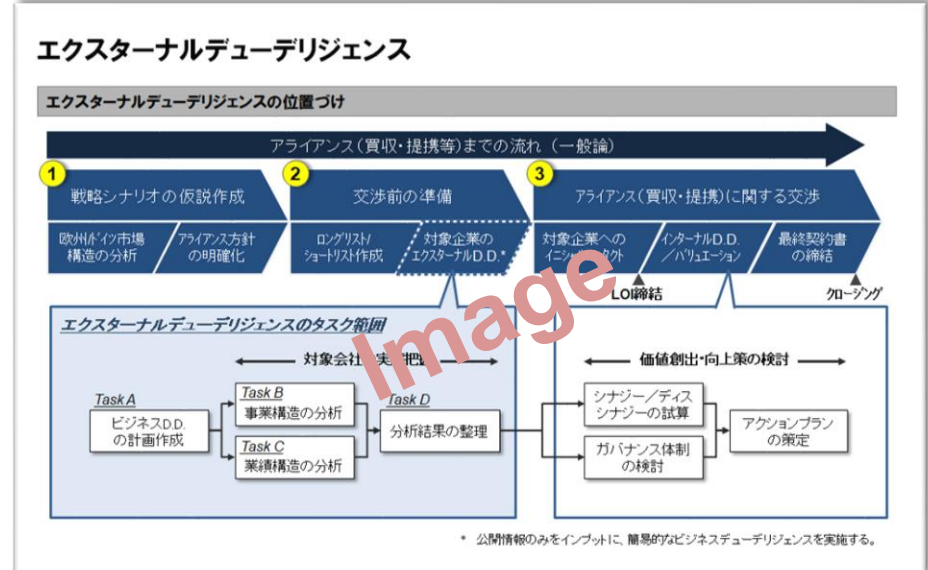 エクスターナルデューデリジェンス
エクスターナルデューデリジェンスの位置づけ
アライアンス（買収・提携等）までの流れ（一般論）
1
戦略シナリオの仮説作成
2
交渉前の準備
3
アライアンス（買収・提携）に関する交渉
欧州/ドイツ市場
構造の分析
アライアンス方針
の明確化
ロングリスト/
ショートリスト作成
対象企業の
エクスターナルD.D.*
対象企業への
インターナルD.D.
／バリュエーション
最終契約書
の締結
LOI締結
クロージング
Image
エクスターナルデューデリジェンスのタスク範囲
対象会社
価値創出・向上策の検討
Task A
ビジネスD.D.
の計画作成
Task B
事業構造の分析
Task C
業績構造の分析
Task D
分析結果の整理
シナジー／ディス
シナジーの試算
ガバナンス体制
の検討
アクションプラン
の策定
* 公開情報のみをインプットに、簡易的なビジネスデューデリジェンスを実施する。